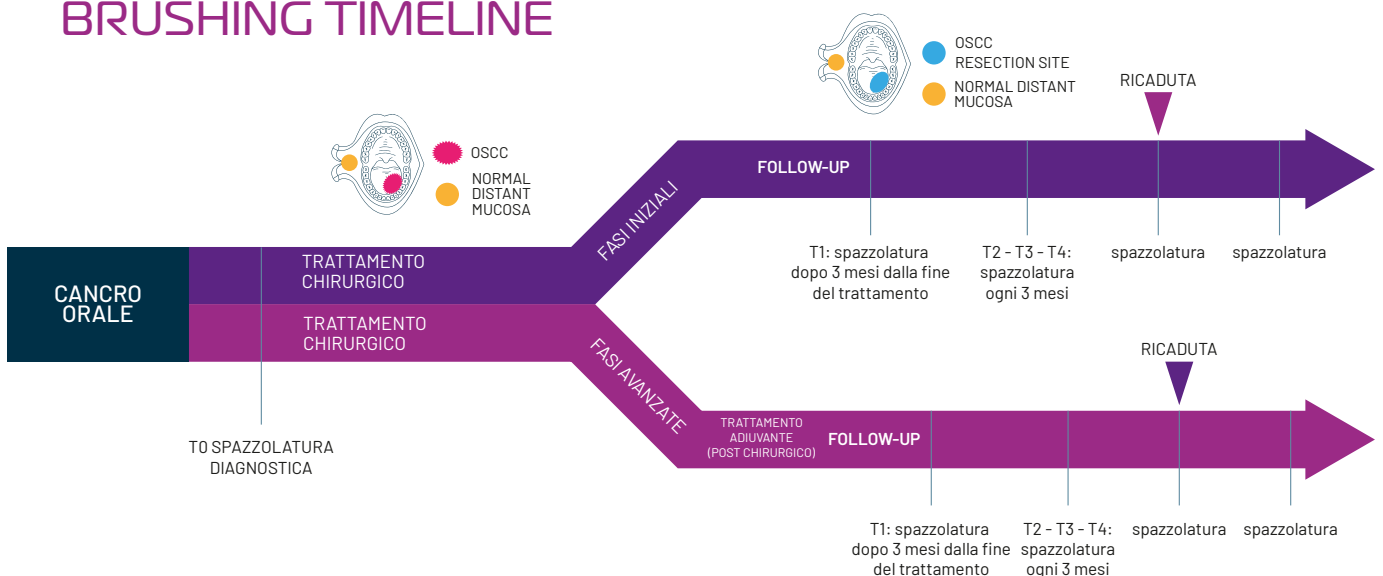 BRUSHING TIMELINE
OSCC
RESECTION SITE
NORMAL DISTANT
MUCOSA
RICADUTA
OSCC
NORMAL
DISTANT
MUCOSA
FASI INIZIALI
FOLLOW-UP
T1: spazzolatura
dopo 3 mesi dalla fine
del trattamento
T2 - T3 - T4:
spazzolatura
ogni 3 mesi
spazzolatura
spazzolatura
CANCRO
ORALE
TRATTAMENTO
CHIRURGICO
TRATTAMENTO
CHIRURGICO
T0 SPAZZOLATURA
DIAGNOSTICA
FASI AVANZATE
RICADUTA
TRATTAMENTO
ADIUVANTE
(POST CHIRURGICO)
FOLLOW-UP
T1: spazzolatura
dopo 3 mesi dalla fine
del trattamento
T2 - T3 - T4:
spazzolatura
ogni 3 mesi
spazzolatura
spazzolatura